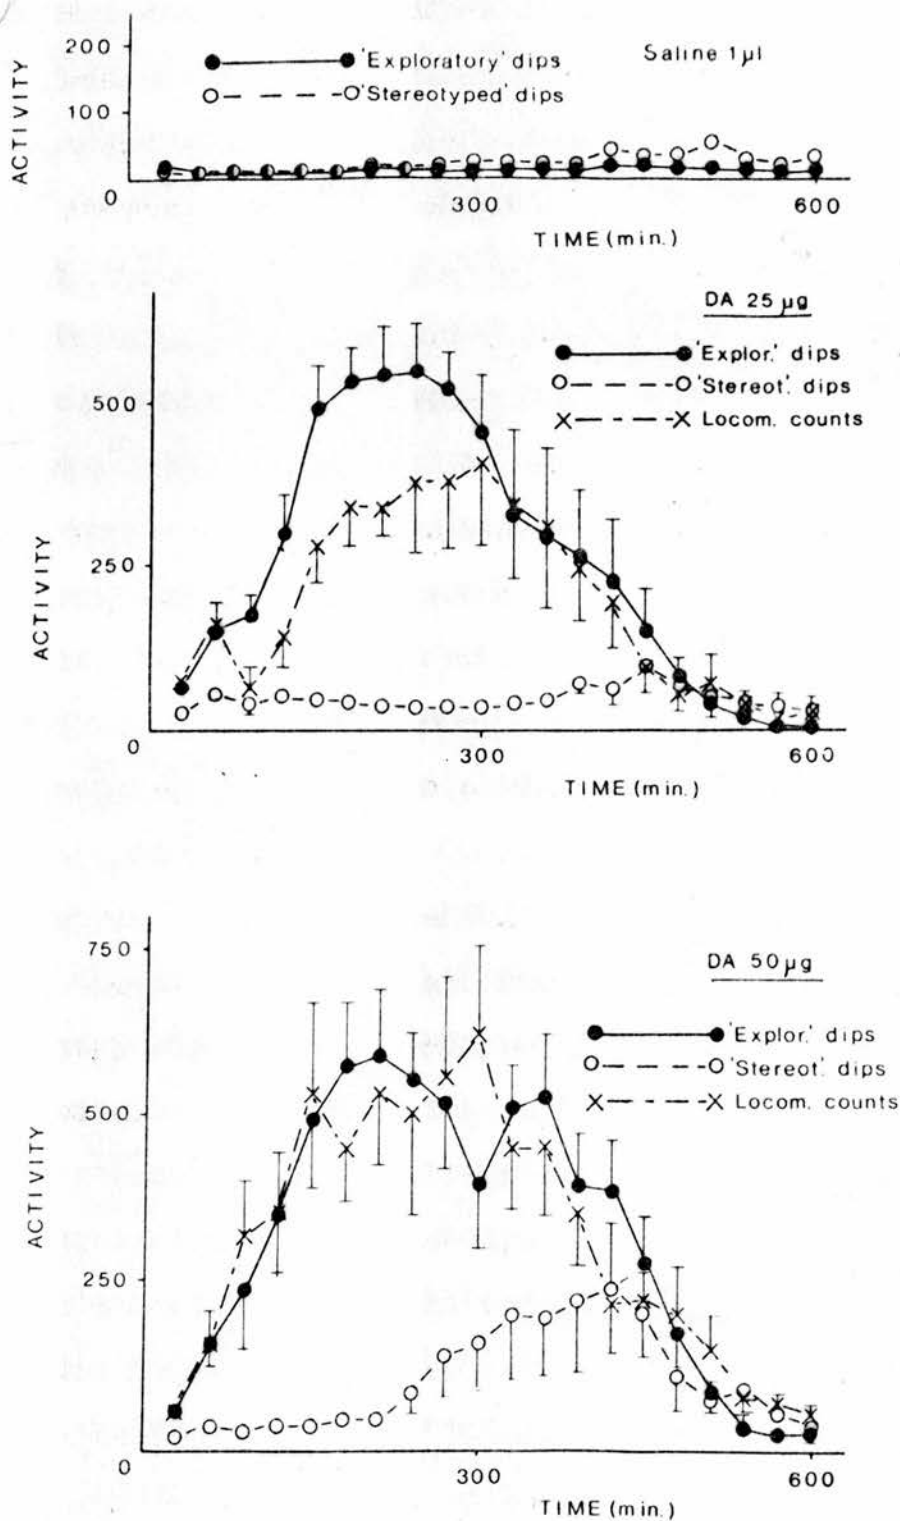 200
100
0
ACTIVITY
'Exploratory' dips
'Stereotyped' dips
Saline 1µl
300
600
TIME (min.)
DA 25 µg
'Explor.' dips
'Stereot'. dips
Locom. counts
500
250
0
ACTIVITY
300
600
TIME (min.)
DA 50 µg
'Explor.' dips
'Stereot'. dips
Locom. counts
750
500
250
0
ACTIVITY
300
600
TIME (min.)